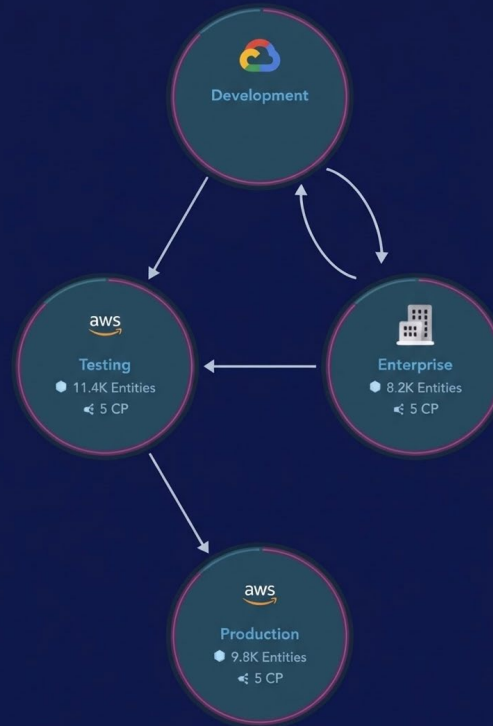 Development
aws
Testing
11.4K Entities
5 CP
Enterprise
8.2K Entities
5 CP
aws
Production
9.8K Entities
5 CP